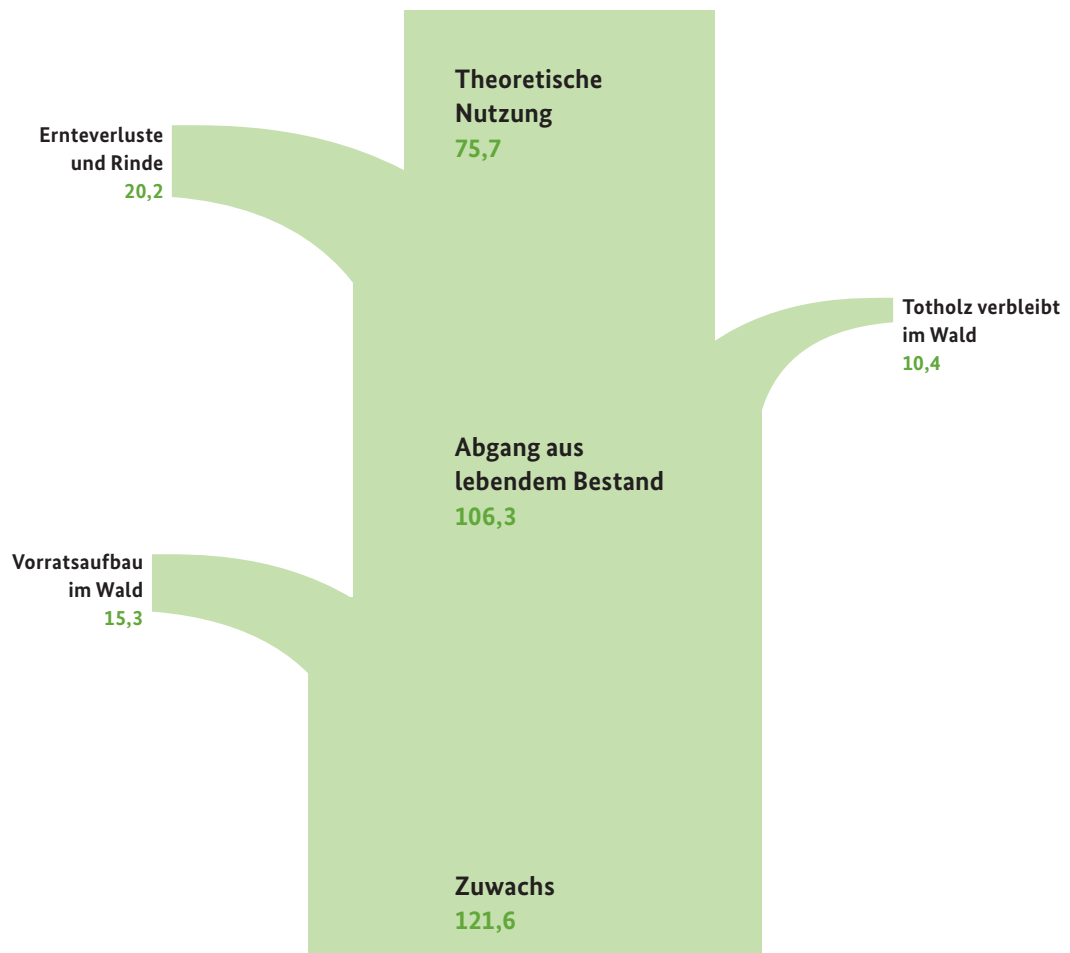 Theoretische
Nutzung
75,7
Ernteverluste
und Rinde
20,2
Totholz verbleibt
im Wald
10,4
Abgang aus
lebendem Bestand
106,3
Vorratsaufbau
im Wald
15,3
Zuwachs
121,6